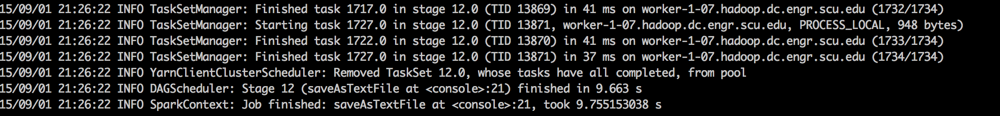 15/09/01 21:26:22 INFO TaskSetManager: Finished task 1717.0 in stage 12.0 (TID 13869) in 41 ms on worker-1-07.hadoop.dc.engr.scu.edu (1732/1734)
15/09/01 21:26:22 INFO TaskSetManager: Starting task 1727.0 in stage 12.0 (TID 13871, worker-1-07.hadoop.dc.engr.scu.edu, PROCESS_LOCAL, 948 bytes)
15/09/01 21:26:22 INFO TaskSetManager: Finished task 1722.0 in stage 12.0 (TID 13870) in 41 ms on worker-1-07.hadoop.dc.engr.scu.edu (1733/1734)
15/09/01 21:26:22 INFO TaskSetManager: Finished task 1727.0 in stage 12.0 (TID 13871) in 37 ms on worker-1-07.hadoop.dc.engr.scu.edu (1734/1734)
15/09/01 21:26:22 INFO YarnClientClusterScheduler: Removed TaskSet 12.0, whose tasks have all completed, from pool
15/09/01 21:26:22 INFO DAGScheduler: Stage 12 (saveAsTextFile at <console>:21) finished in 9.663 s
15/09/01 21:26:22 INFO SparkContext: Job finished: saveAsTextFile at <console>:21, took 9.755153038 s